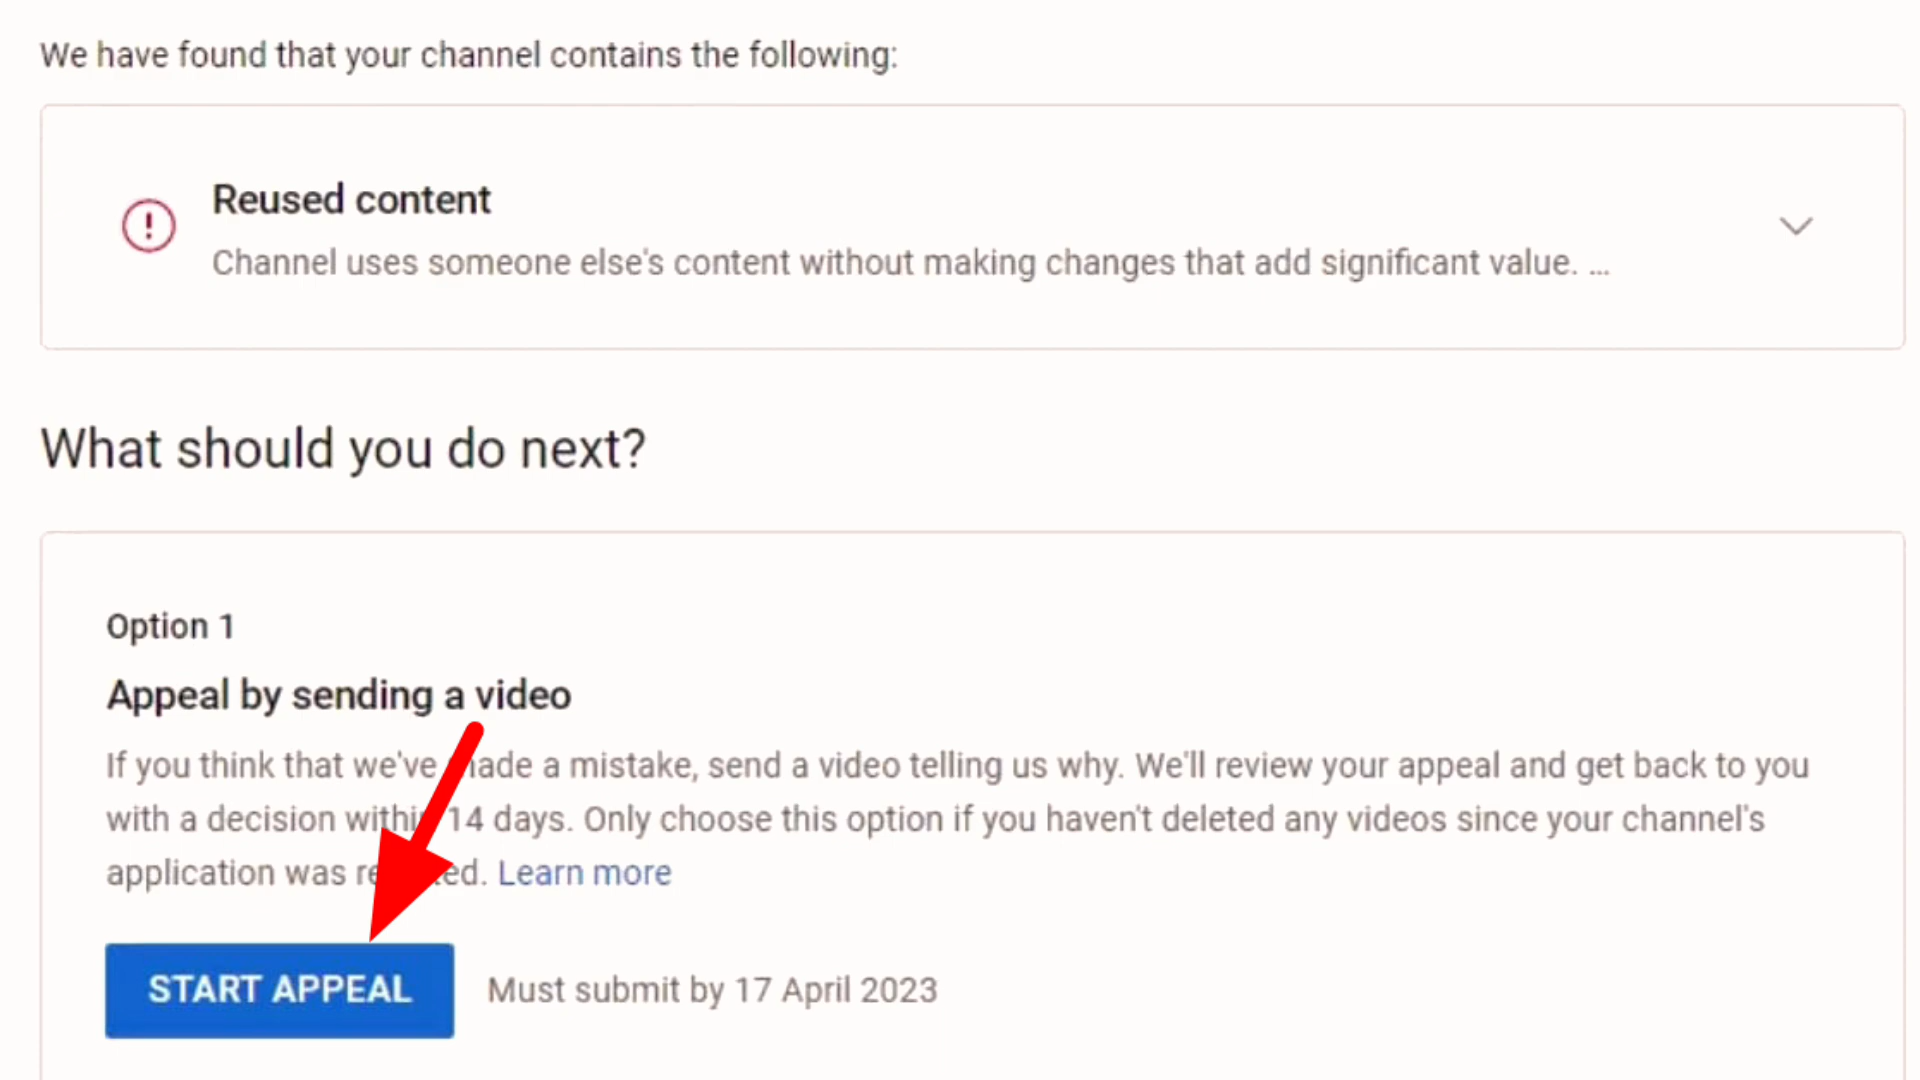 We have found that your channel contains the following:
Reused content
Channel uses someone else's content without making changes that add significant value. ...
What should you do next?
Option 1
Appeal by sending a video
If you think that we've made a mistake, send a video telling us why. We'll review your appeal and get back to you
with a decision within 14 days. Only choose this option if you haven't deleted any videos since your channel's
application was Learn more
START APPEAL Must submit by 17 April 2023